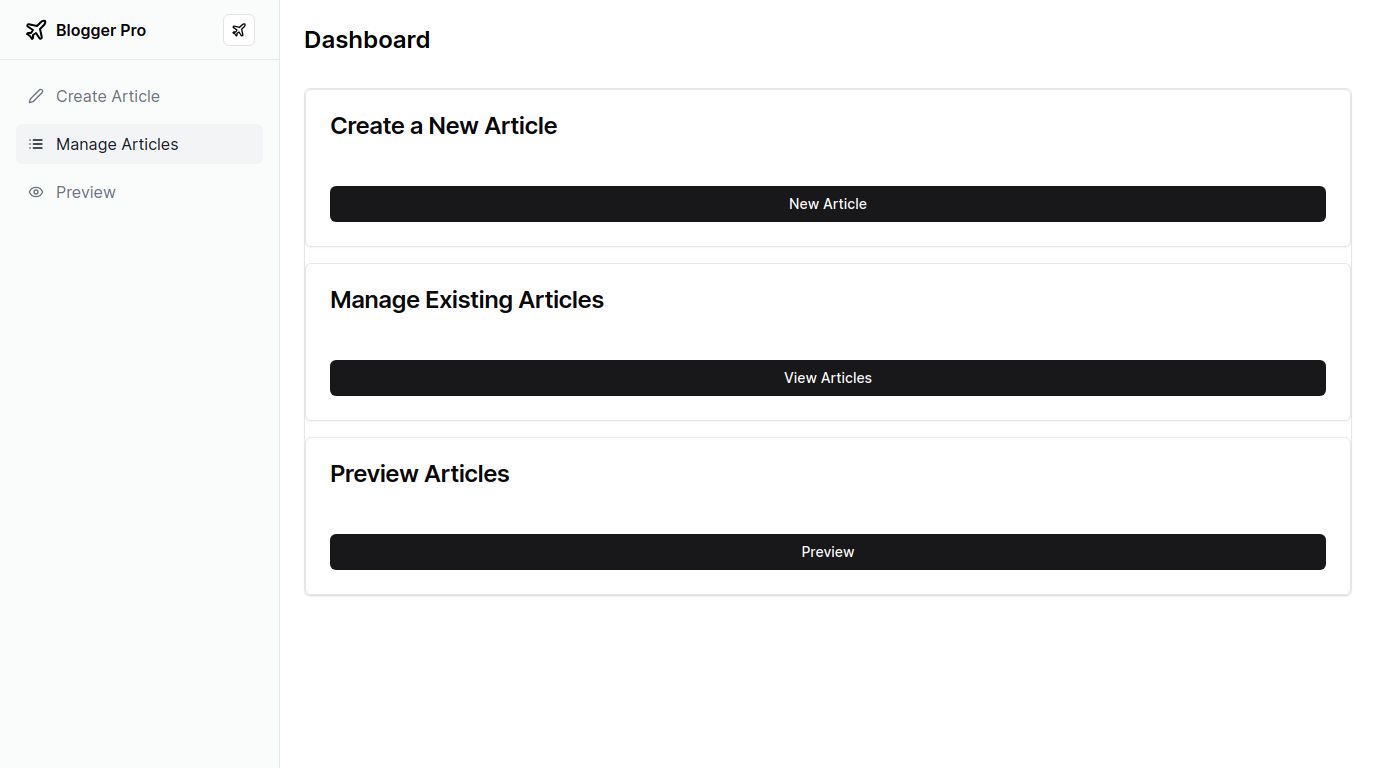 Blogger Pro
Create Article
Manage Articles
Preview
Dashboard
Create a New Article
New Article
Manage Existing Articles
View Articles
Preview Articles
Preview